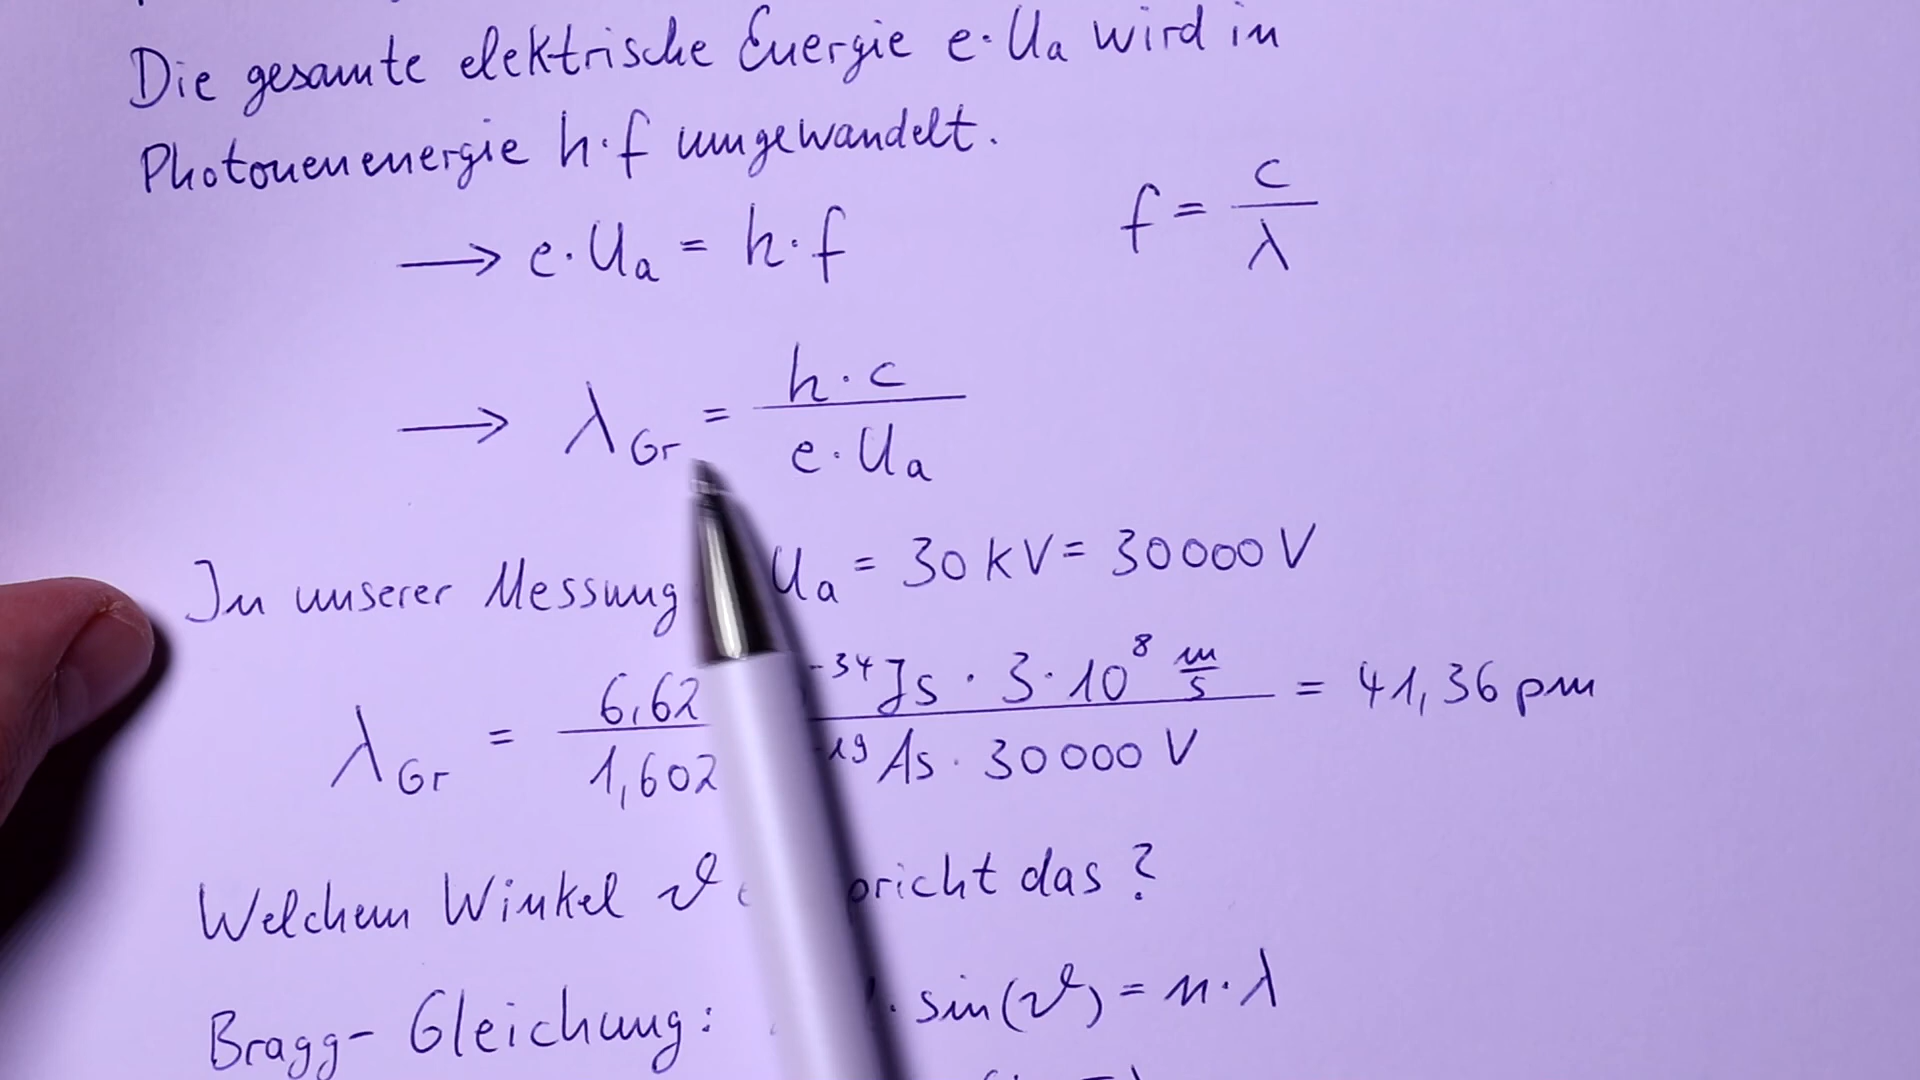 Die gesamte elektrische Energie e·Ua wird in
Photonenenergie h·f umgewandelt.
→ e·Ua = h·f
f = c/λ
→ λGr = h·c / e·Ua
In unserer Messung Ua = 30 kV = 30000 V
λGr = 6,62 -34 Js · 3·10^8 m/s / 1,602 -19 As · 30000 V = 41,36 pm
Welchem Winkel ϑ das?
Bragg-Gleichung: · sin(ϑ) = n·λ